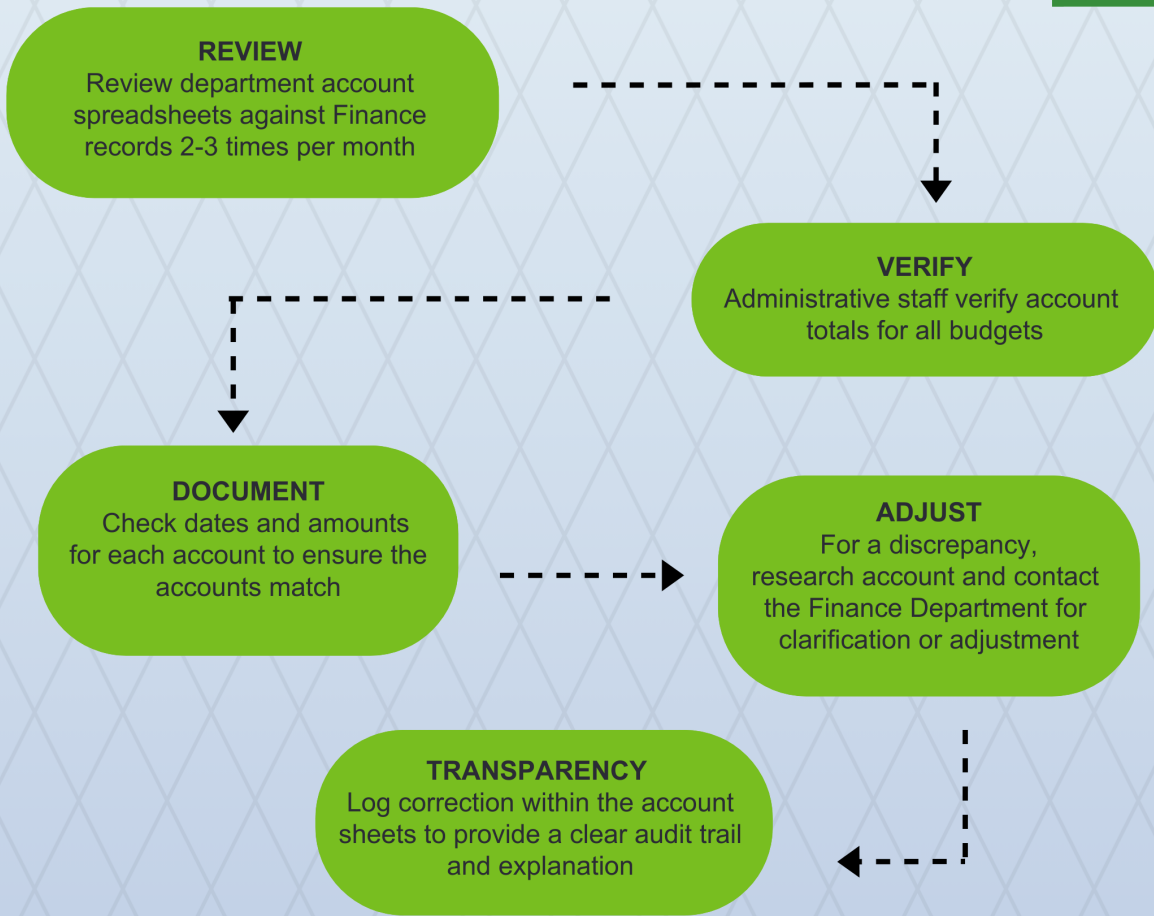 REVIEW
Review department account
spreadsheets against Finance
records 2-3 times per month
VERIFY
Administrative staff verify account
totals for all budgets
DOCUMENT
Check dates and amounts
for each account to ensure the
accounts match
ADJUST
For a discrepancy,
research account and contact
the Finance Department for
clarification or adjustment
TRANSPARENCY
Log correction within the account
sheets to provide a clear audit trail
and explanation